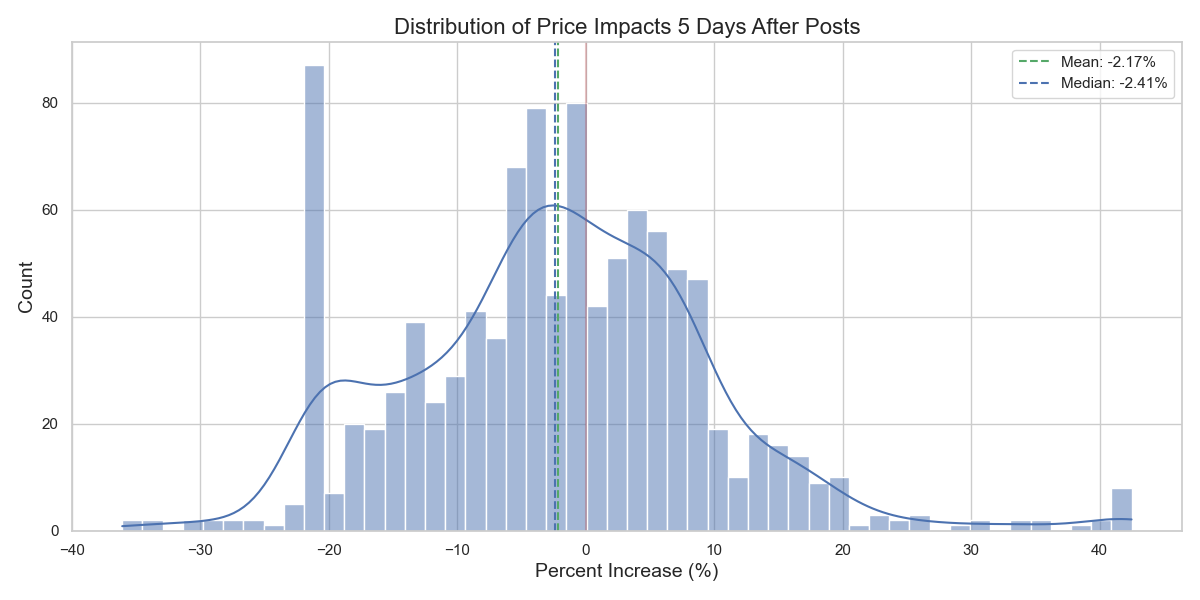 Distribution of Price Impacts 5 Days After Posts
Mean: -2.17%
Median: -2.41%
Count
80
60
40
20
0
−40
−30
−20
−10
0
10
20
30
40
Percent Increase (%)